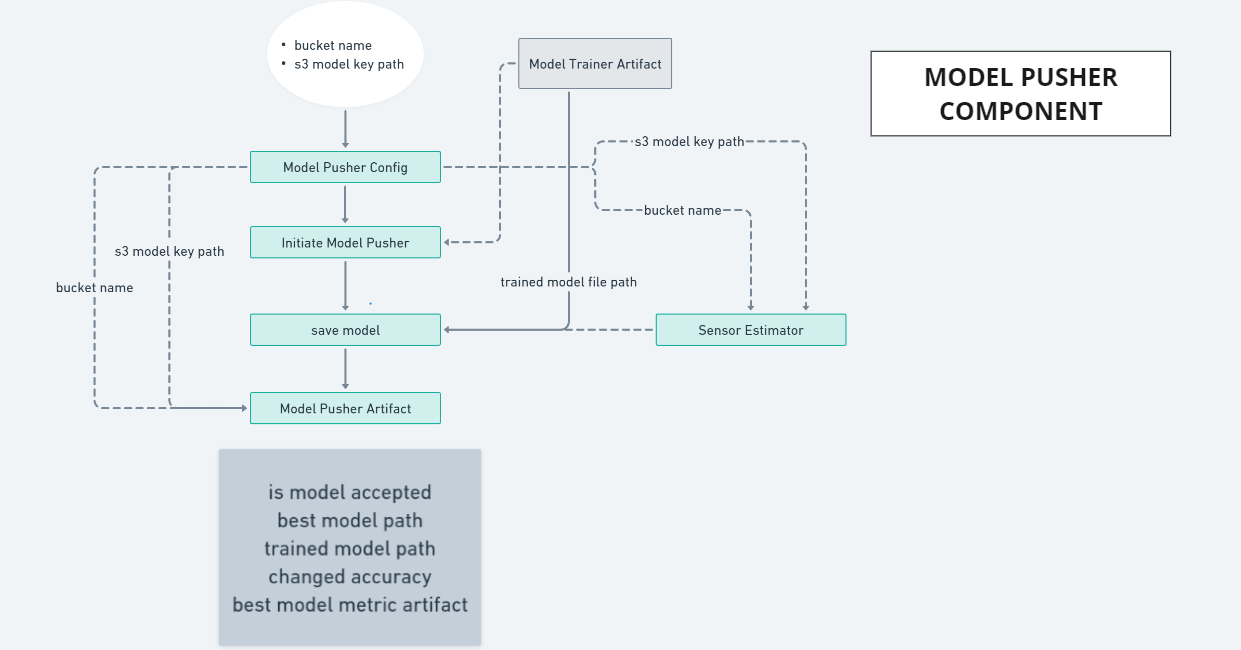 • bucket name
• s3 model key path
Model Trainer Artifact
MODEL PUSHER
COMPONENT
s3 model key path
Model Pusher Config
bucket name
Initiate Model Pusher
s3 model key path
trained model file path
bucket name
save model
Sensor Estimator
Model Pusher Artifact
is model accepted
best model path
trained model path
changed accuracy
best model metric artifact